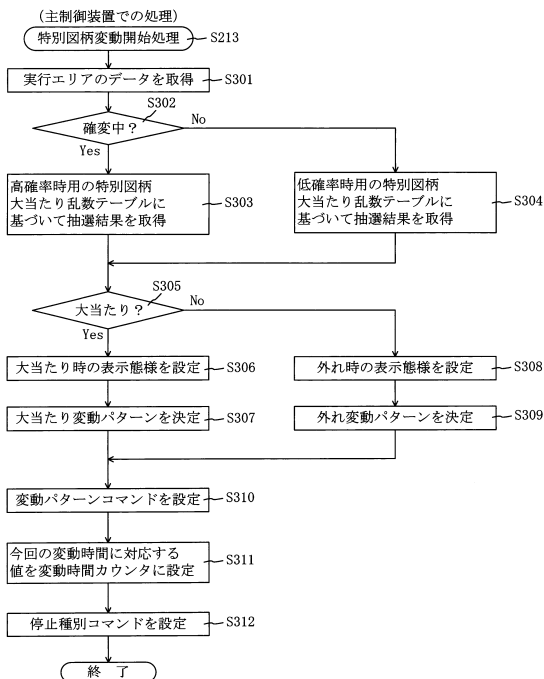 (主制御装置での処理)
特別図柄変動開始処理
S213
実行エリアのデータを取得
S301
S302
確変中？
No
Yes
高確率時用の特別図柄
大当たり乱数テーブルに
基づいて抽選結果を取得
S303
低確率時用の特別図柄
大当たり乱数テーブルに
基づいて抽選結果を取得
S304
S305
大当たり？
No
Yes
大当たり時の表示態様を設定
S306
外れ時の表示態様を設定
S308
大当たり変動パターンを決定
S307
外れ変動パターンを決定
S309
変動パターンコマンドを設定
S310
今回の変動時間に対応する
値を変動時間カウンタに設定
S311
停止種別コマンドを設定
S312
終 了